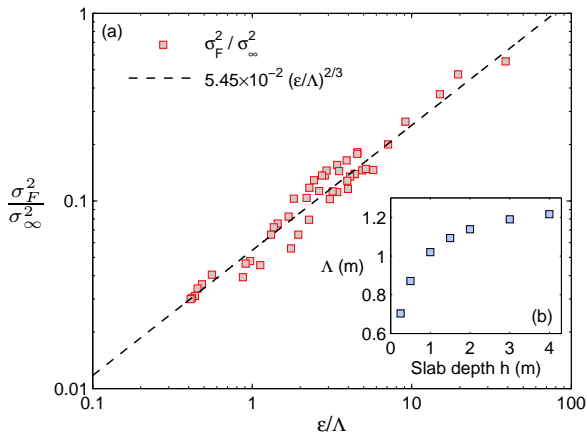 (a)
σ_F^2 / σ_∞^2
5.45×10^-2 (ε/Λ)^2/3
1
0.1
0.01
σ_F^2
σ_∞^2
0.1
1
10
100
ε/Λ
1.2
1
0.8
0.6
Λ (m)
(b)
0 1 2 3 4
Slab depth h (m)